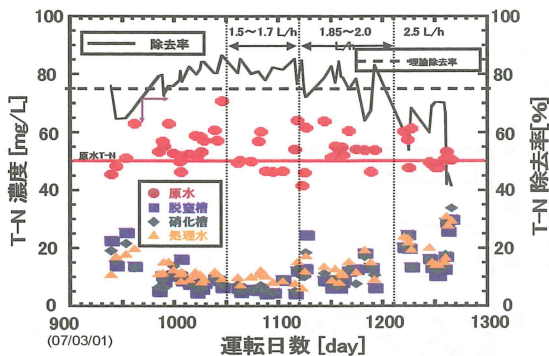 1.5〜1.7 L/h
1.85〜2.0 L/h
2.5 L/h
除去率
理論除去率
100
80
60
40
20
0
T-N 濃度 [mg/L]
原水T-N
原水
脱窒槽
硝化槽
処理水
100
80
60
40
20
0
T-N 除去率[%]
900
1000
1100
1200
1300
(07/03/01)
運転日数 [day]